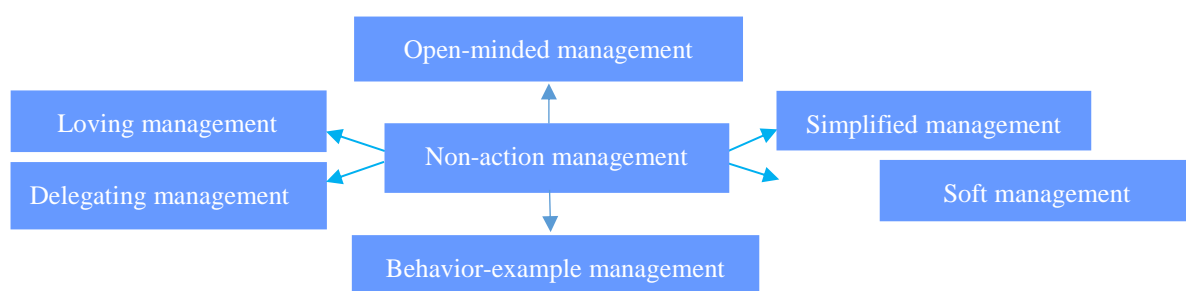 Open-minded management
Loving management
Simplified management
Non-action management
Delegating management
Soft management
Behavior-example management